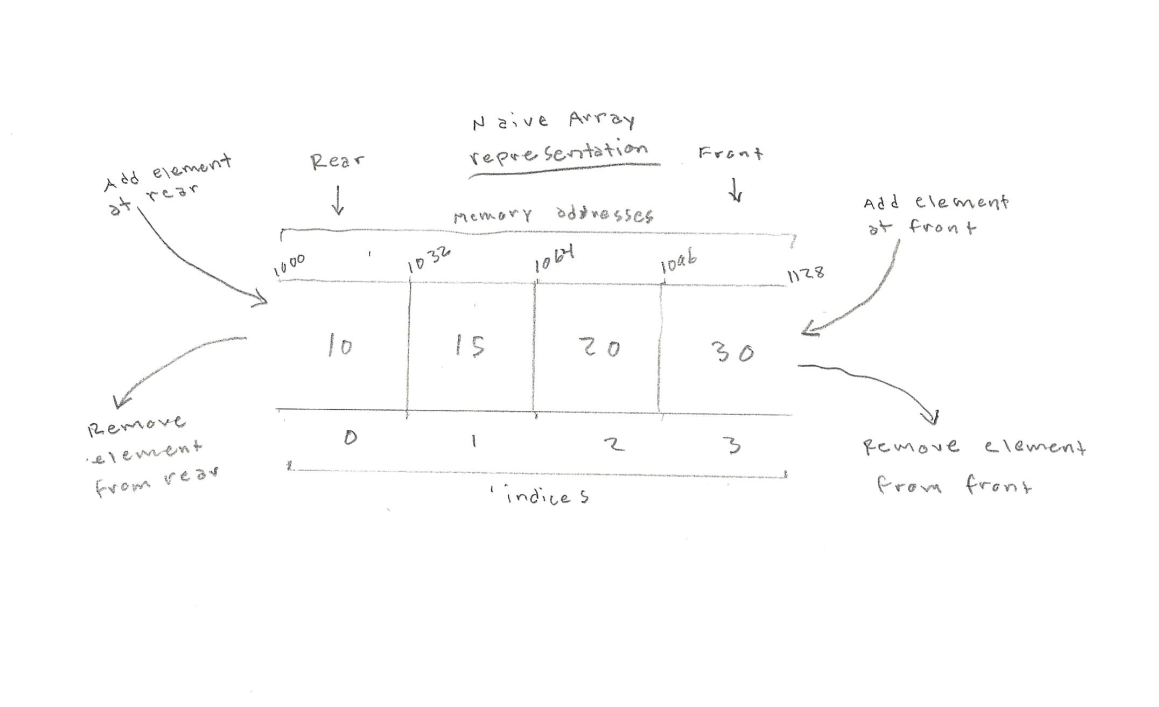 Naive Array
representation
Rear
Front
Add element
at rear
Memory addresses
Add element
at front
1000
1032
1064
1096
1128
10
15
20
30
Remove
element
from rear
0
1
2
3
Remove element
from front
indices